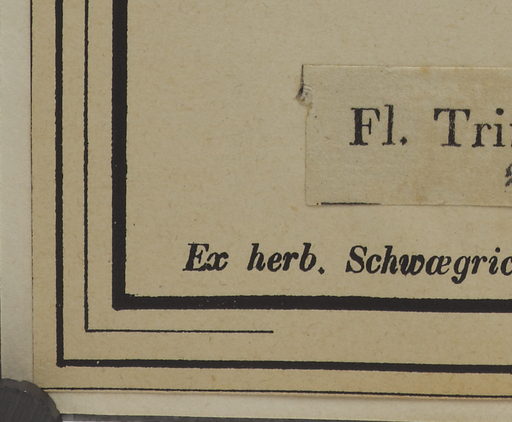 Fl. Tri
Ex herb. Schwægric